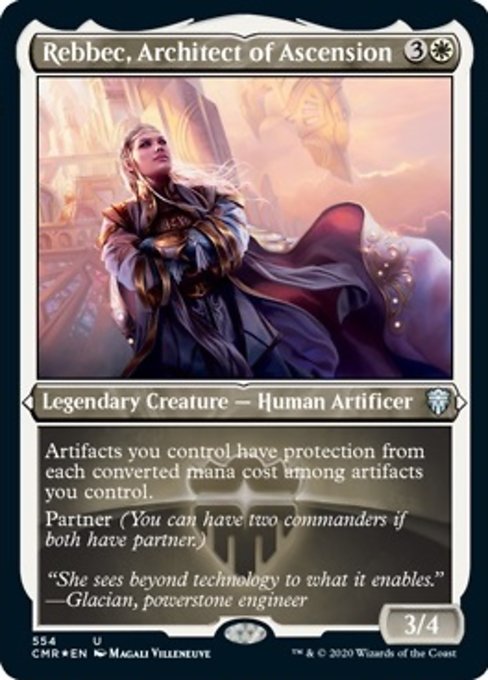 Rebbec, Architect of Ascension 3
Legendary Creature — Human Artificer
Artifacts you control have protection from
each converted mana cost among artifacts
you control.
Partner (You can have two commanders if
both have partner.)
“She sees beyond technology to what it enables.”
—Glacian, powerstone engineer
3/4
554 U
CMR★EN Magali Villeneuve
™ & © 2020 Wizards of the Coast